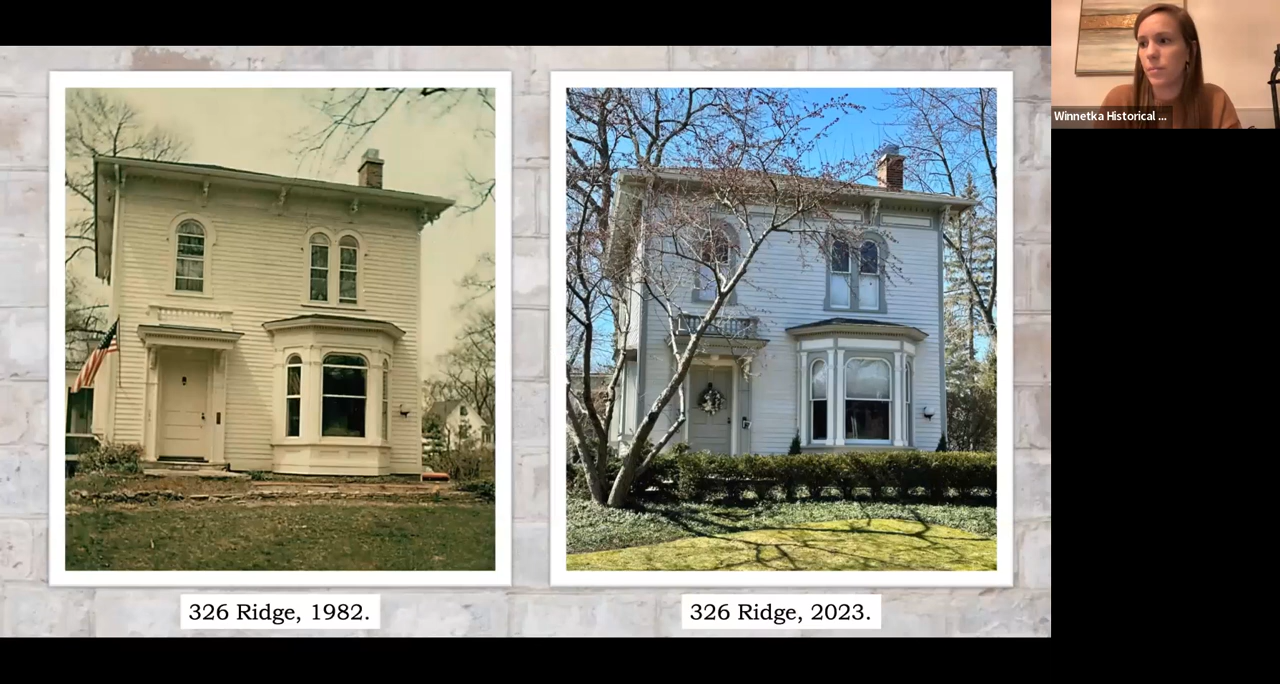 Winnetka Historical ...
326 Ridge, 1982.
326 Ridge, 2023.